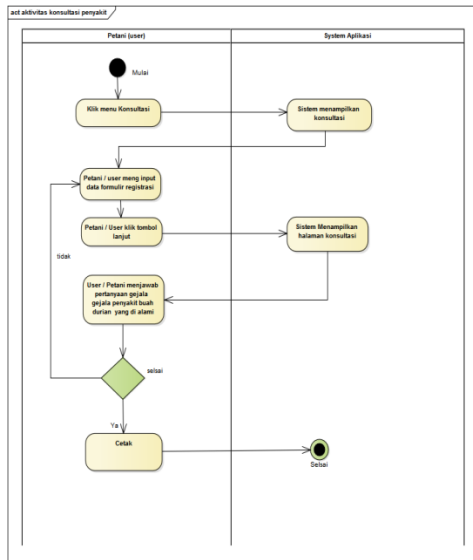 act aktivitas konsultasi penyakit
Petani (user)
System Aplikasi
Mulai
Klik menu Konsultasi
Sistem menampilkan
konsultasi
Petani / user meng input
data formulir registrasi
Petani / User klik tombol
lanjut
Sistem Menampilkan
halaman konsultasi
tidak
User / Petani menjawab
pertanyaan gejala
gejala penyakit buah
durian yang di alami
selsai
Ya
Cetak
Selsai